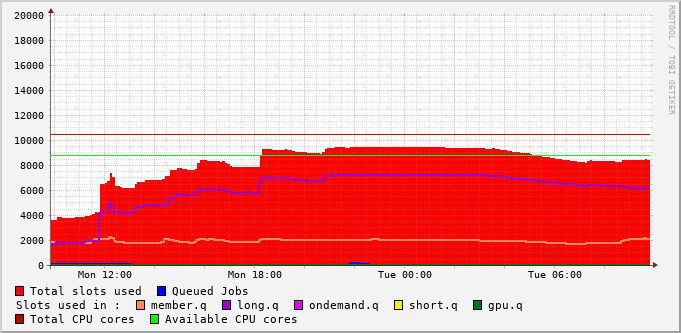 20000
18000
16000
14000
12000
10000
8000
6000
4000
2000
0
Mon 12:00 Mon 18:00 Tue 00:00 Tue 06:00
RRDTOOL / TOBI OETIKER
Total slots used Queued Jobs
Slots used in : member.q long.q ondemand.q short.q gpu.q
Total CPU cores Available CPU cores